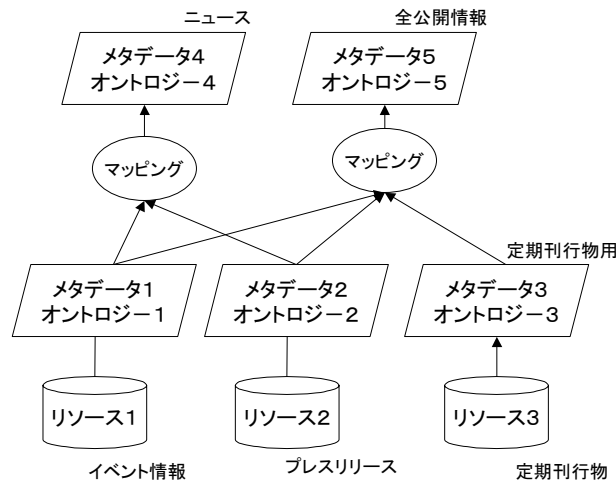 ニュース
全公開情報
メタデータ4
オントロジー4
メタデータ5
オントロジー5
マッピング
マッピング
定期刊行物用
メタデータ1
オントロジー1
メタデータ2
オントロジー2
メタデータ3
オントロジー3
リソース1
リソース2
リソース3
イベント情報
プレスリリース
定期刊行物